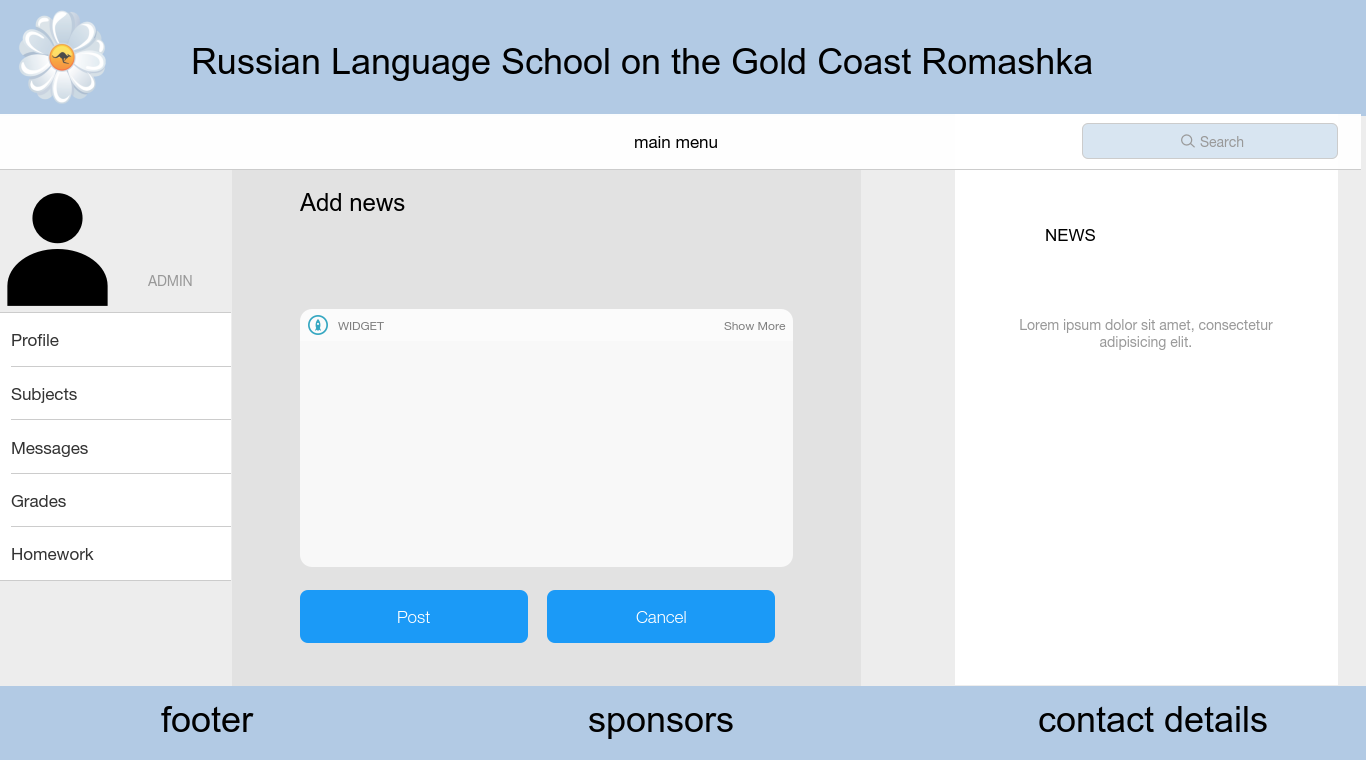 Russian Language School on the Gold Coast Romashka
main menu
Search
ADMIN
Profile
Subjects
Messages
Grades
Homework
Add news
WIDGET
Show More
Post
Cancel
NEWS
Lorem ipsum dolor sit amet, consectetur
adipisicing elit.
footer
sponsors
contact details